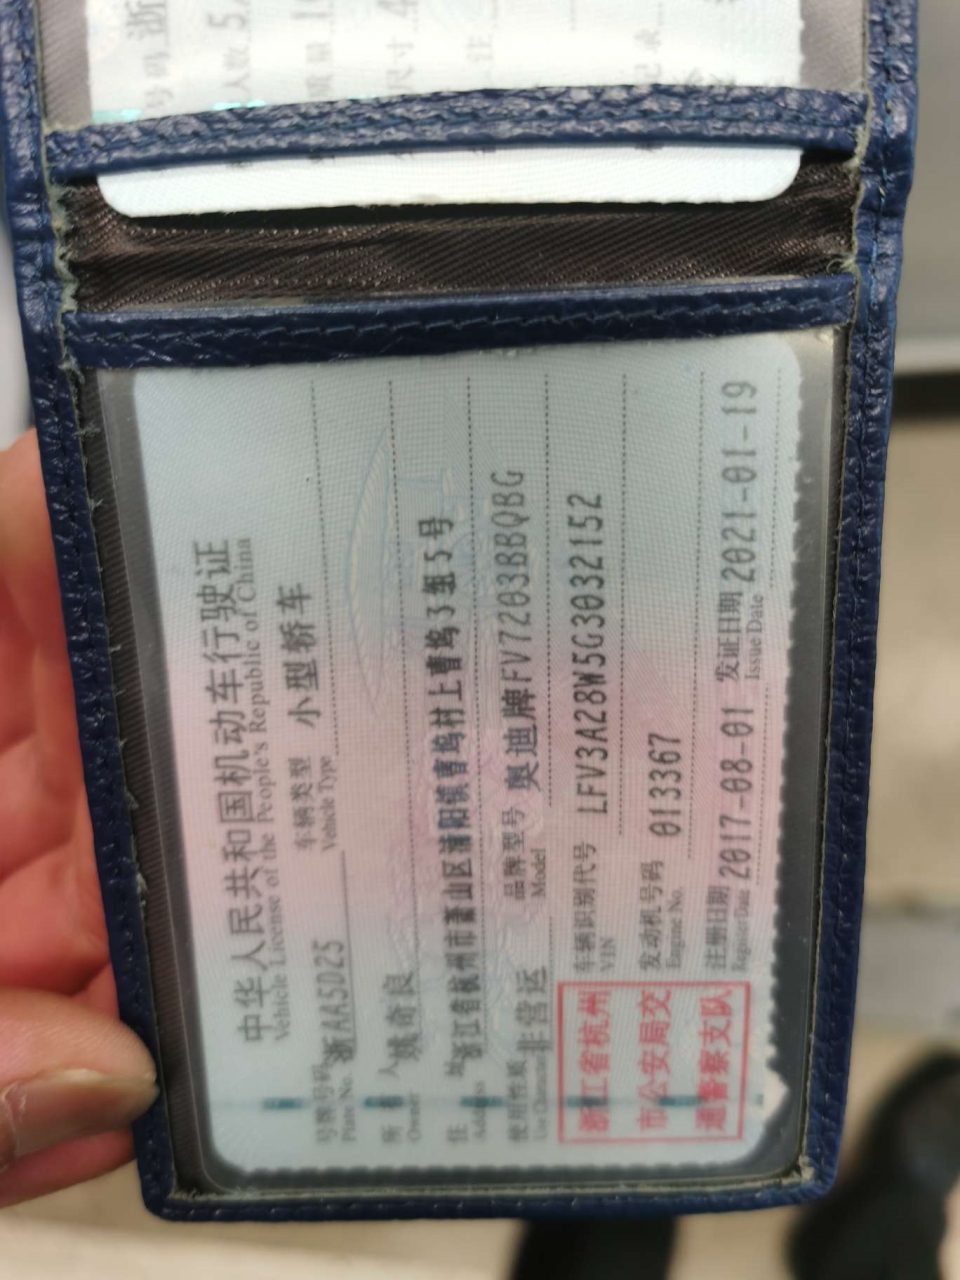 中华人民共和国机动车行驶证
Vehicle License of the People's Republic of China
号牌号码 浙AA5D25 车辆类型 小型轿车
Plate No. Vehicle Type
所 人 姚奇良
Owner
住 址 浙江省杭州市萧山区浦阳镇曹坞村上曹坞3组5号
Address
使用性质 非营运 品牌型号 奥迪牌FV7203BBQBG
Use Character Model
浙江省杭州
市公安局交
通警察支队
车辆识别代号 LFV3A28W5G3032152
VIN
发动机号码 013367
Engine No.
注册日期 2017-08-01 发证日期 2021-01-19
Register Date Issue Date